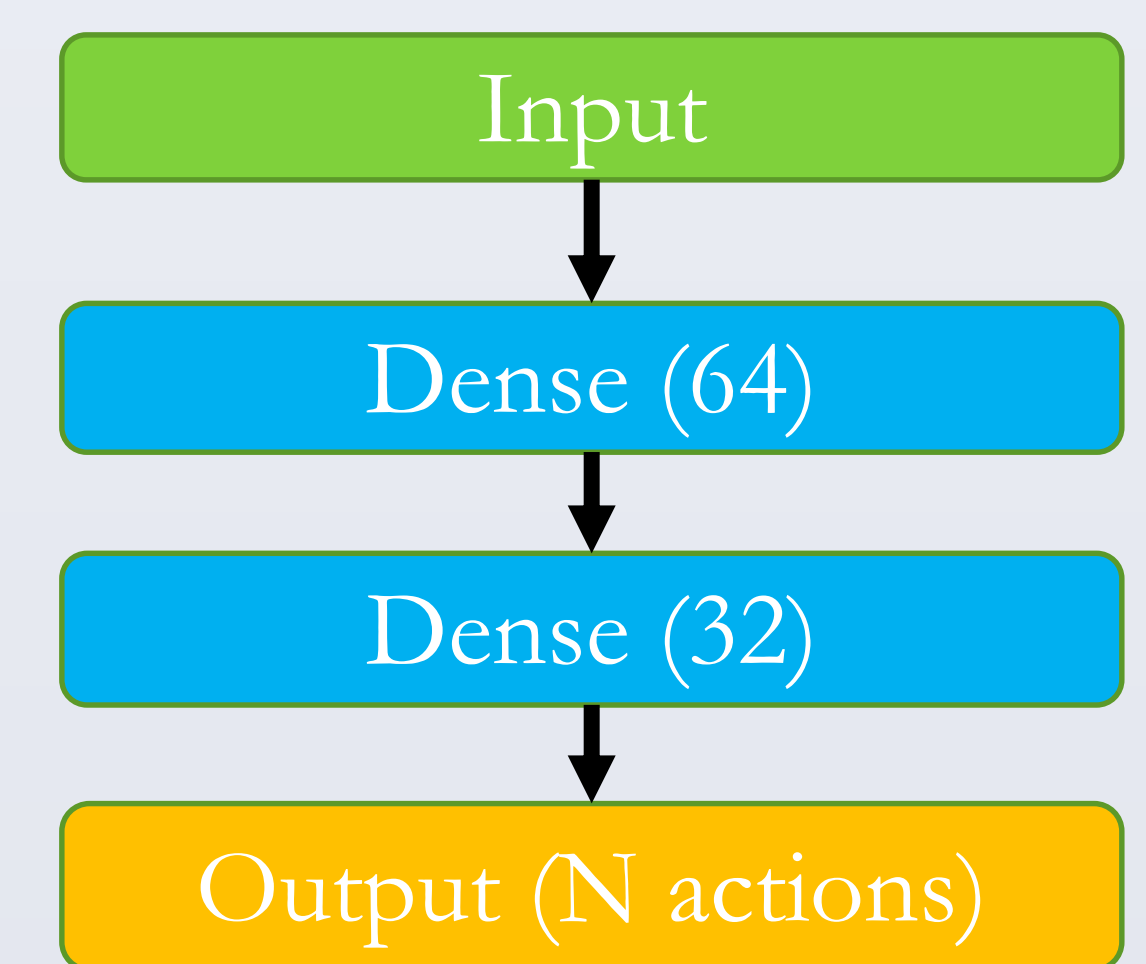 Input
Dense (64)
Dense (32)
Output (N actions)